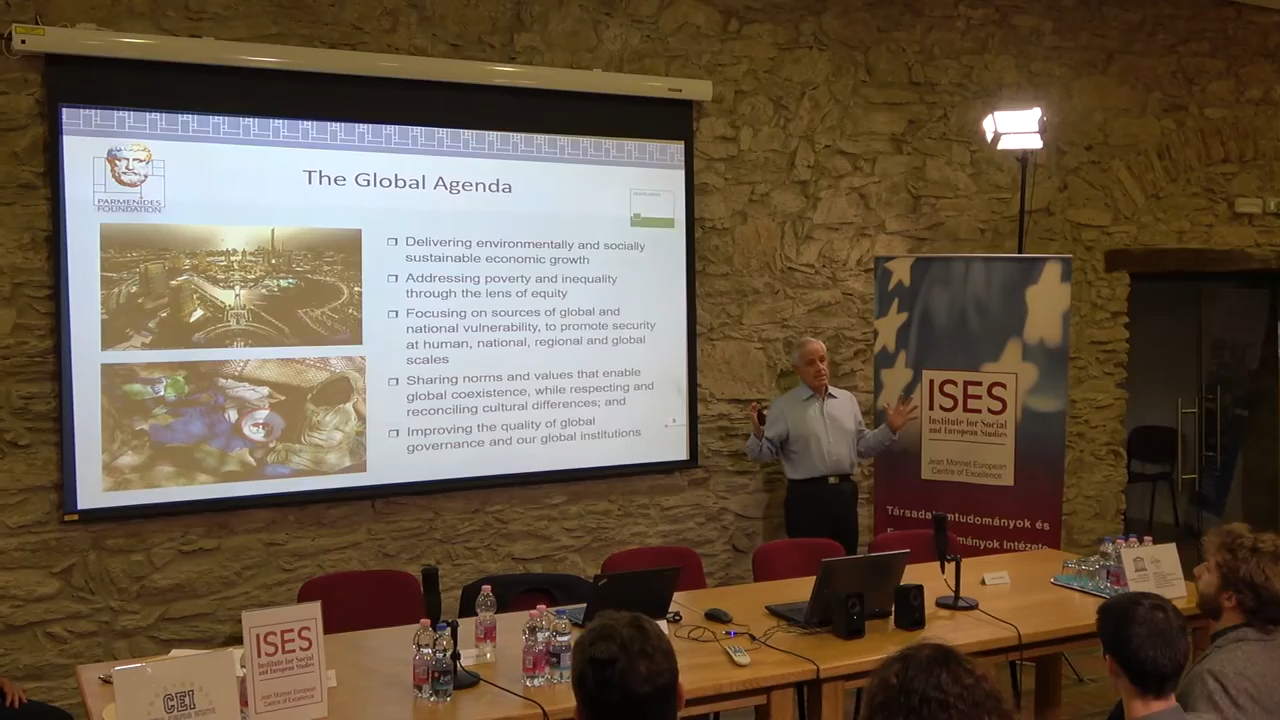 The Global Agenda
PARMENIDES
FOUNDATION
Delivering environmentally and socially
sustainable economic growth
Addressing poverty and inequality
through the lens of equity
Focusing on sources of global and
national vulnerability, to promote security
at human, national, regional and global
scales
Sharing norms and values that enable
global coexistence, while respecting and
reconciling cultural differences; and
Improving the quality of global
governance and our global institutions
ISES
Institute for Social
and European Studies
Jean Monnet European
Centre of Excellence
Társadalomtudományok és
Intézete
ISES
Institute for Social
and European Studies
Jean Monnet European
Centre of Excellence
CEI
EUROPEAN INITIATIVE